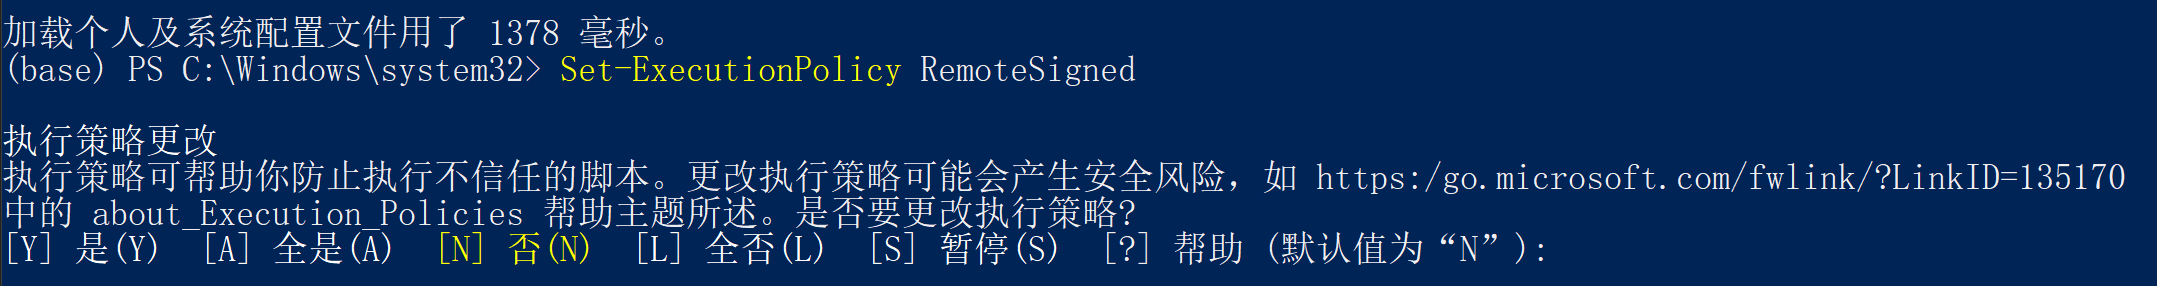 加载个人及系统配置文件用了 1378 毫秒。
(base) PS C:\Windows\system32> Set-ExecutionPolicy RemoteSigned
执行策略更改
执行策略可帮助你防止执行不信任的脚本。更改执行策略可能会产生安全风险，如 https:/go.microsoft.com/fwlink/?LinkID=135170
中的 about_Execution_Policies 帮助主题所述。是否要更改执行策略?
[Y] 是(Y)  [A] 全是(A)  [N] 否(N)  [L] 全否(L)  [S] 暂停(S)  [?] 帮助 (默认值为“N”):